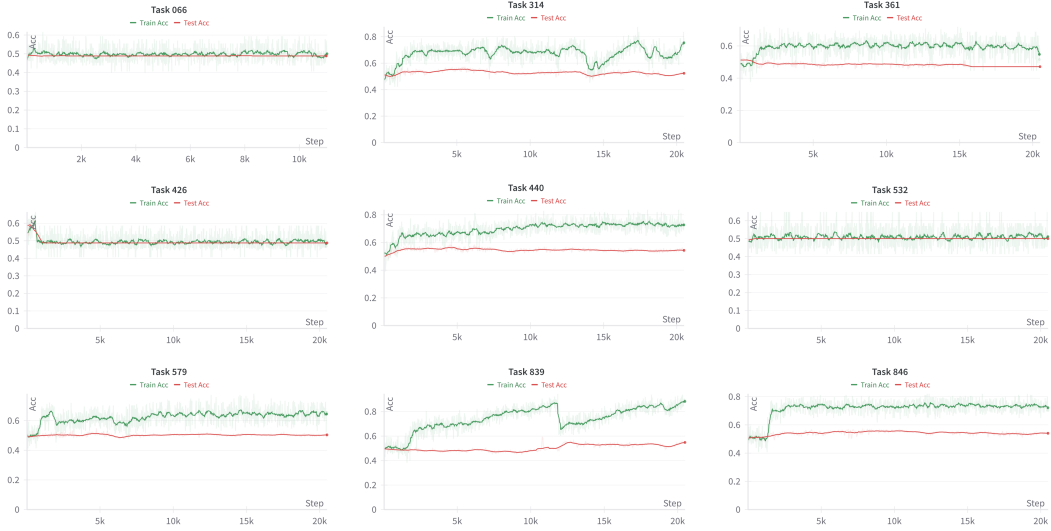 Task 066
Train Acc Test Acc
Acc
0.6
0.5
0.4
0.3
0.2
0.1
0
Step
2k 4k 6k 8k 10k
Task 314
Train Acc Test Acc
Acc
0.8
0.6
0.4
0.2
0
Step
5k 10k 15k 20k
Task 361
Train Acc Test Acc
Acc
0.6
0.4
0.2
0
Step
5k 10k 15k 20k
Task 426
Train Acc Test Acc
Acc
0.6
0.5
0.4
0.3
0.2
0.1
0
Step
5k 10k 15k 20k
Task 440
Train Acc Test Acc
Acc
0.8
0.6
0.4
0.2
0
Step
5k 10k 15k 20k
Task 532
Train Acc Test Acc
Acc
0.6
0.5
0.4
0.3
0.2
0.1
0
Step
5k 10k 15k 20k
Task 579
Train Acc Test Acc
Acc
0.6
0.4
0.2
0
Step
5k 10k 15k 20k
Task 839
Train Acc Test Acc
Acc
0.8
0.6
0.4
0.2
0
Step
5k 10k 15k 20k
Task 846
Train Acc Test Acc
Acc
0.8
0.6
0.4
0.2
0
Step
5k 10k 15k 20k